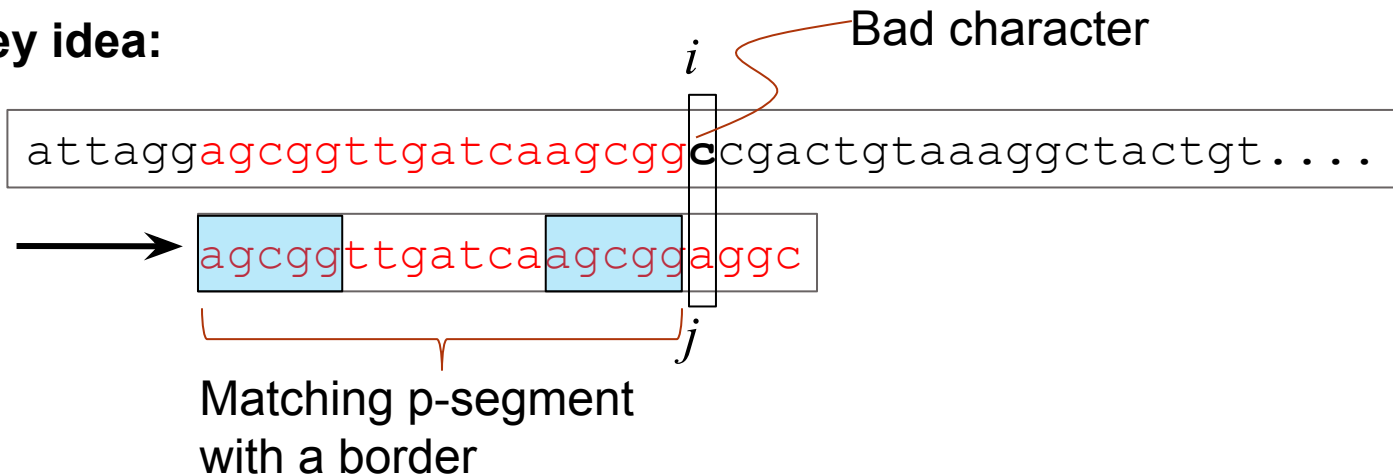 ey idea:
Bad character
i
attaggagcggttgatcaagcggccgactgtaaaggctactgt....
agcggttgatcaagcggaggc
j
Matching p-segment
with a border